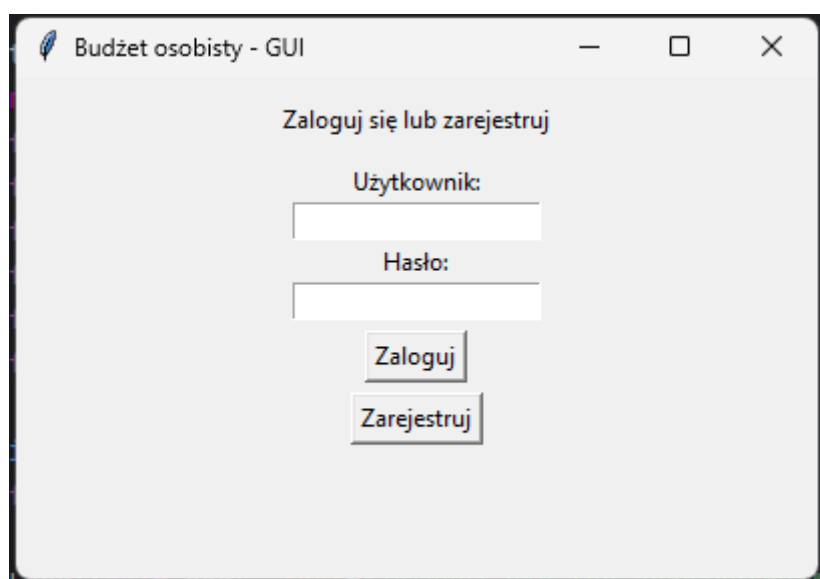 Budżet osobisty - GUI
Zaloguj się lub zarejestruj
Użytkownik:
Hasło:
Zaloguj
Zarejestruj